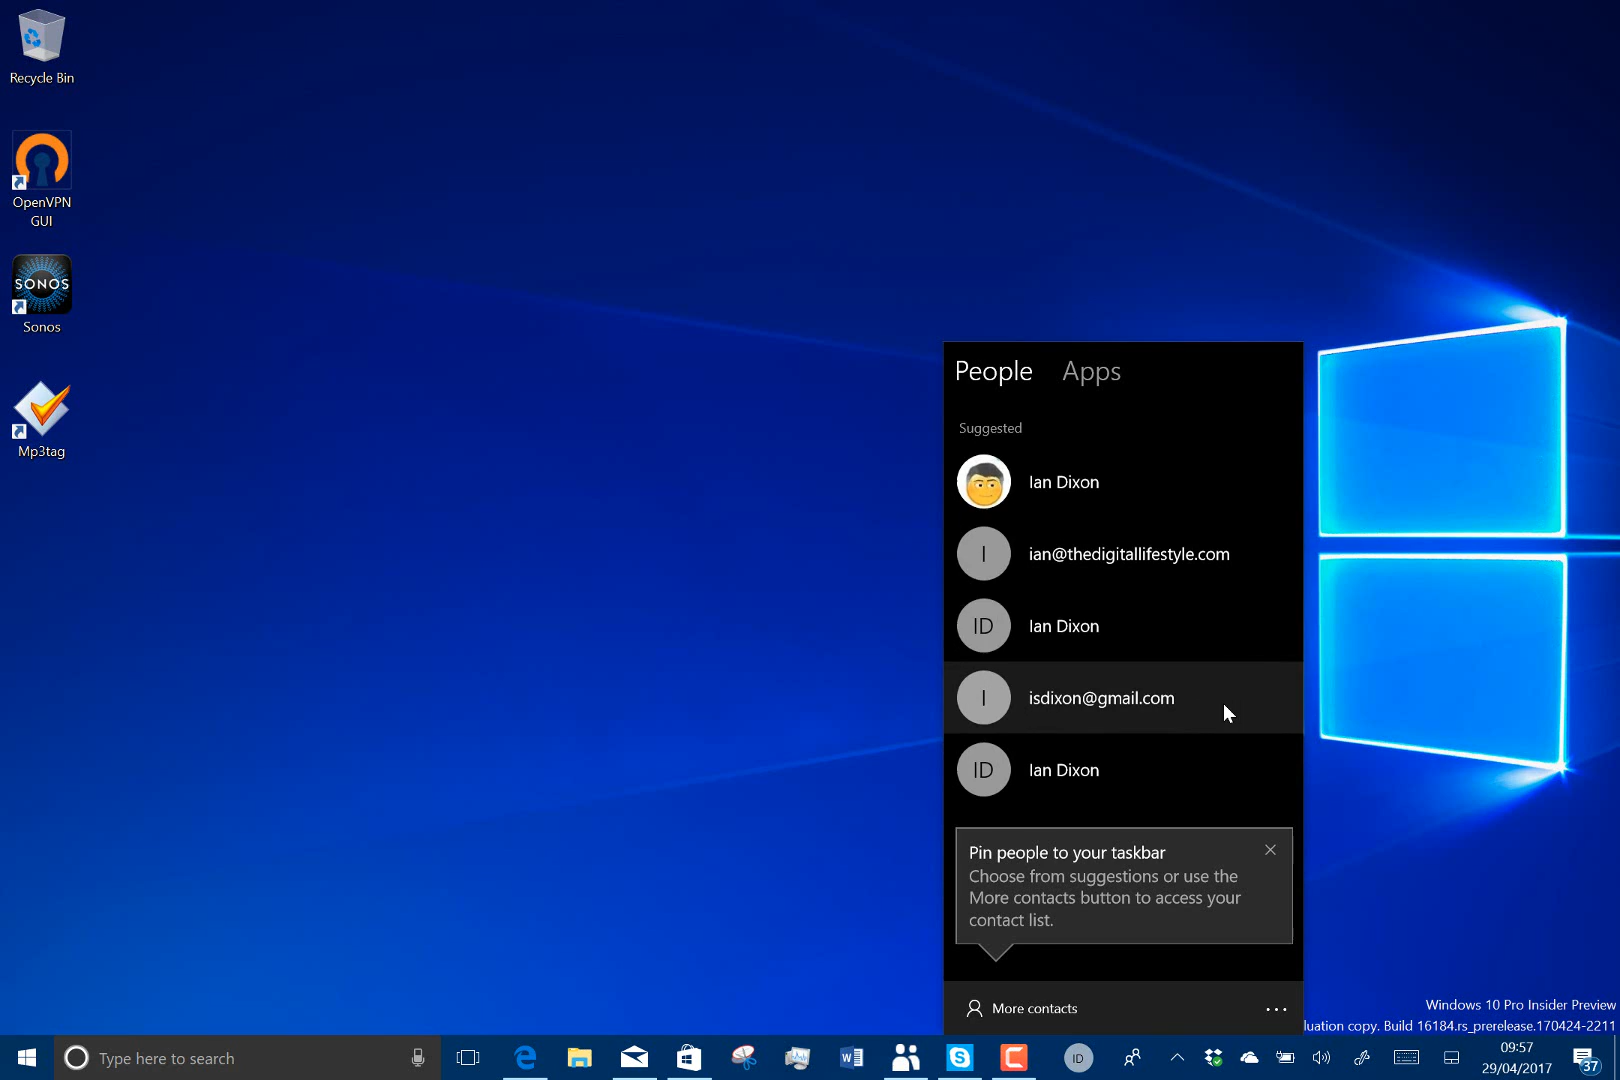 Recycle Bin
OpenVPN
GUI
SONOS
Sonos
Mp3tag
People Apps
Suggested
Ian Dixon
I
ian@thedigitallifestyle.com
ID
Ian Dixon
I
isdixon@gmail.com
ID
Ian Dixon
Pin people to your taskbar
Choose from suggestions or use the
More contacts button to access your
contact list.
More contacts
Windows 10 Pro Insider Preview
luation copy. Build 16184.rs_prerelease.170424-2211
Type here to search
ID
09:57
29/04/2017
37